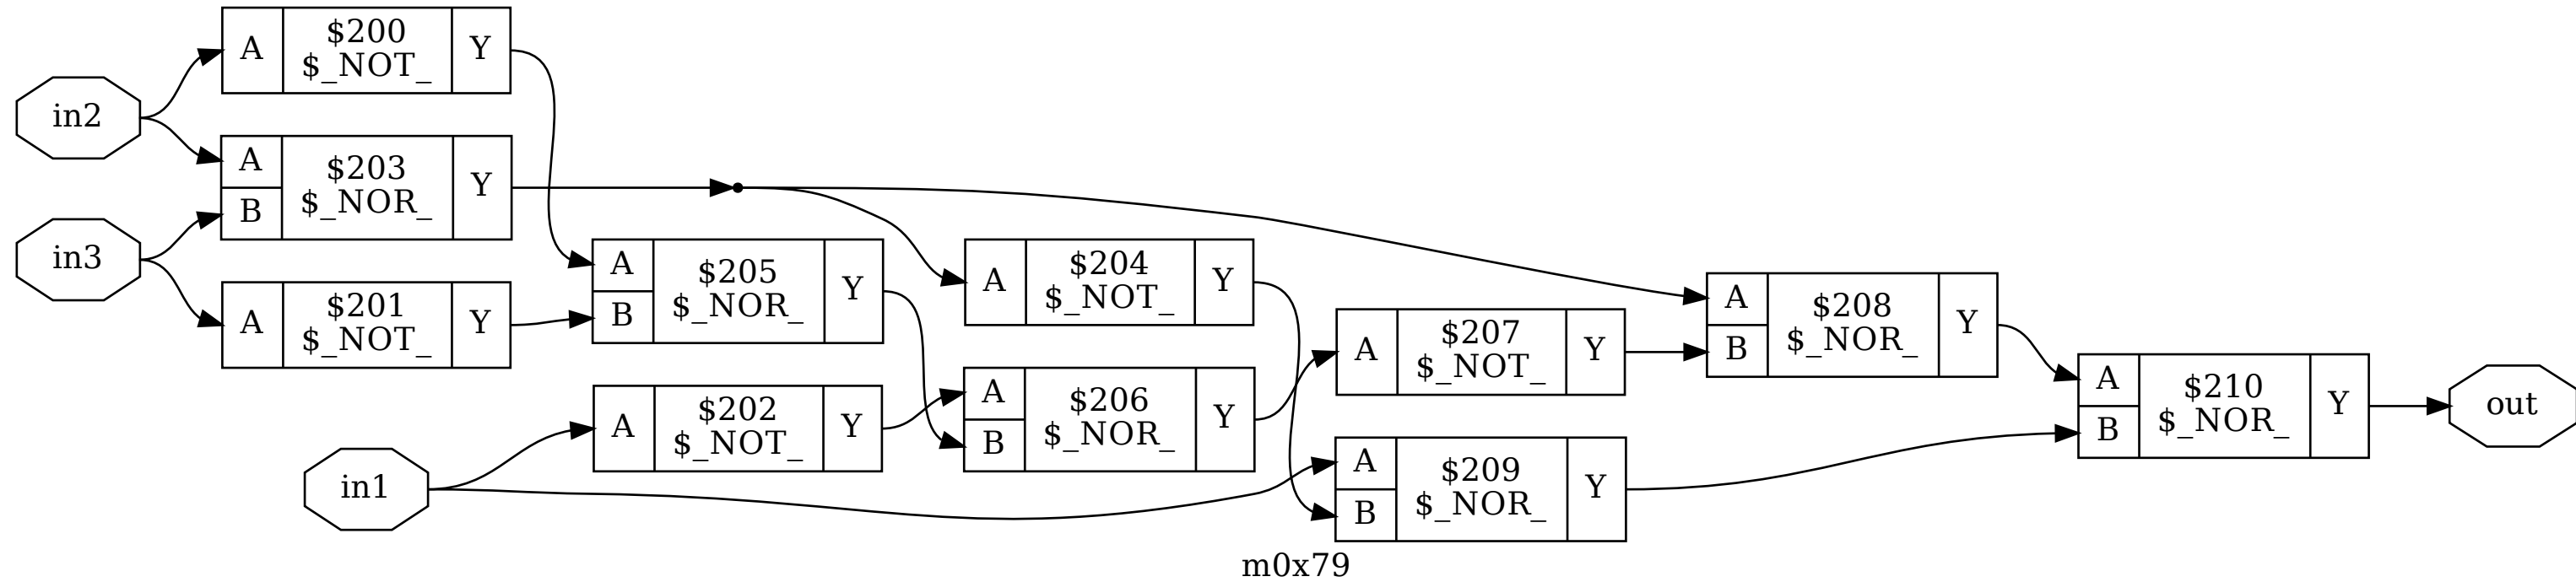 in2
A $200 $_NOT_ Y
A B $203 $_NOR_ Y
in3
A $201 $_NOT_ Y
A B $205 $_NOR_ Y
A $204 $_NOT_ Y
in1
A $202 $_NOT_ Y
A B $206 $_NOR_ Y
A $207 $_NOT_ Y
A B $209 $_NOR_ Y
A B $208 $_NOR_ Y
A B $210 $_NOR_ Y
out
m0x79